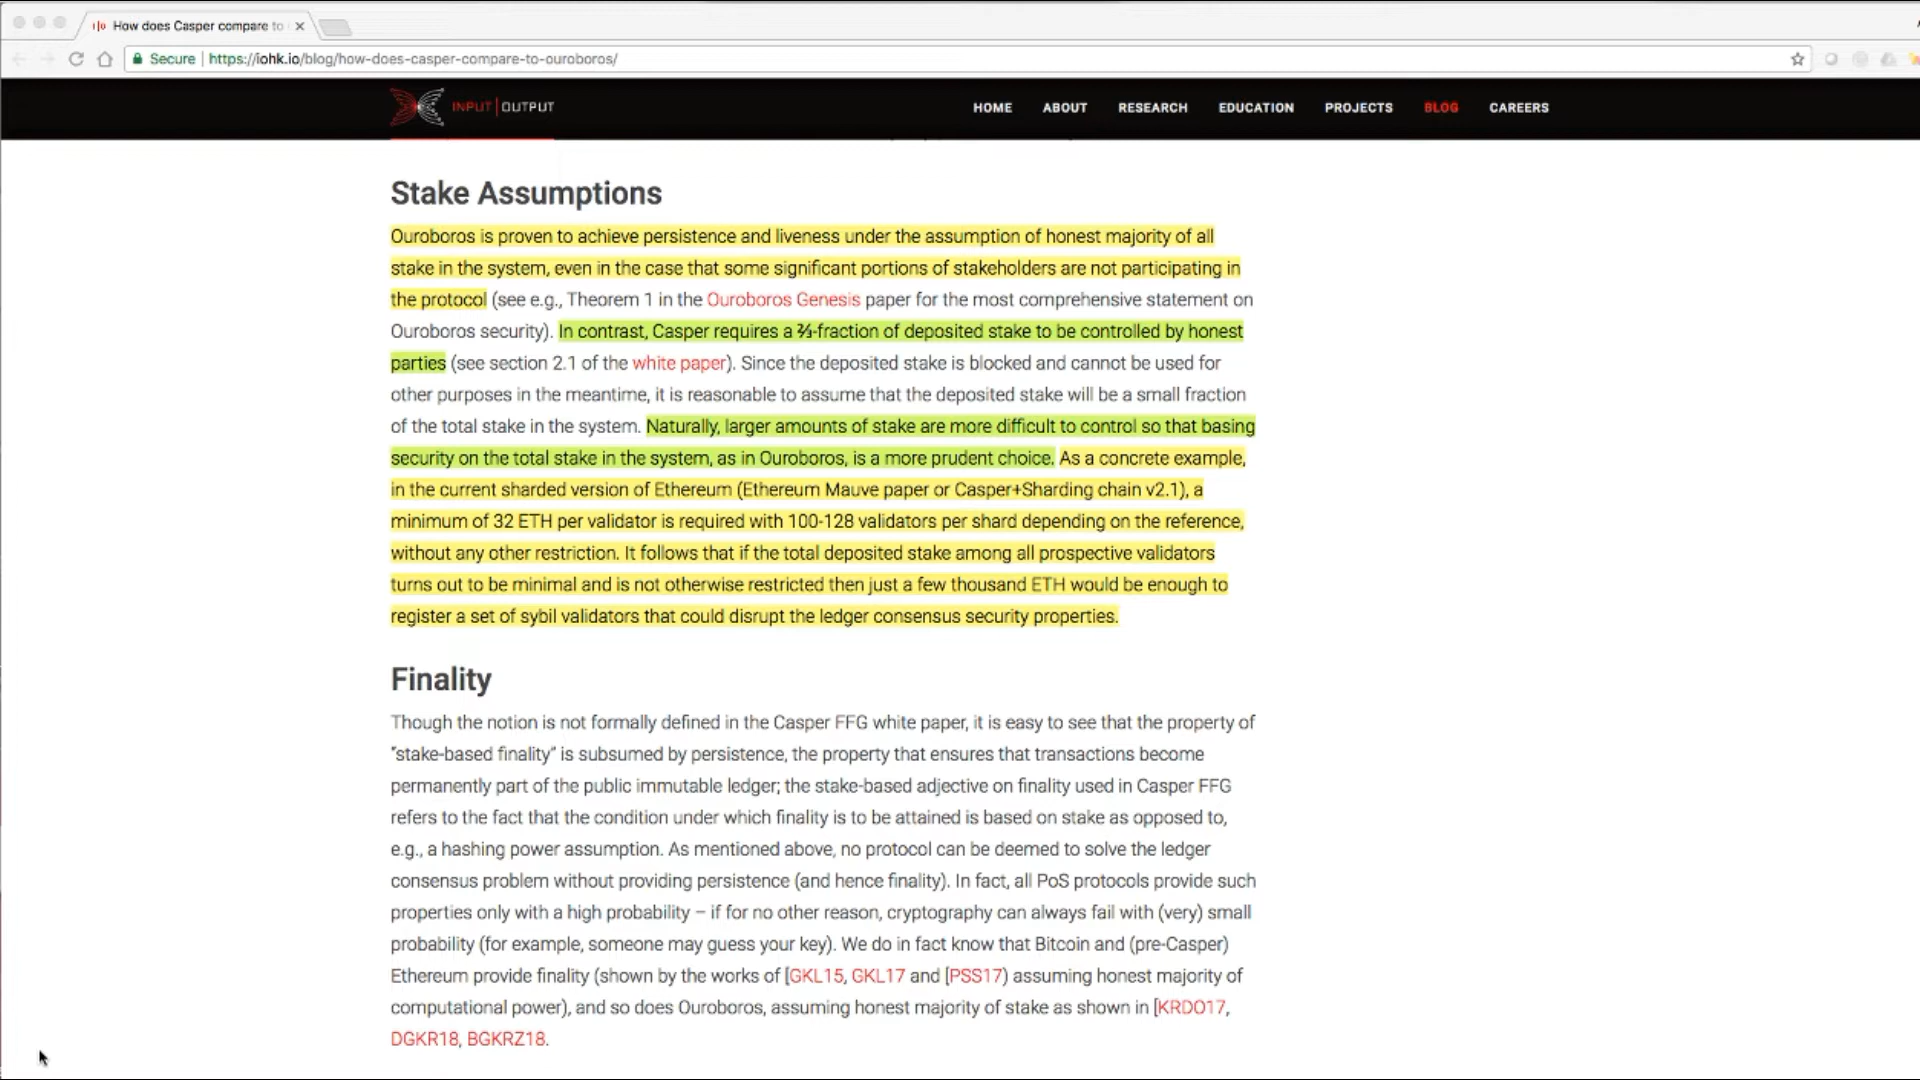 How does Casper compare to
Secure | https://iohk.io/blog/how-does-casper-compare-to-ouroboros/
INPUT | OUTPUT
HOME ABOUT RESEARCH EDUCATION PROJECTS BLOG CAREERS
Stake Assumptions
Ouroboros is proven to achieve persistence and liveness under the assumption of honest majority of all
stake in the system, even in the case that some significant portions of stakeholders are not participating in
the protocol (see e.g., Theorem 1 in the Ouroboros Genesis paper for the most comprehensive statement on
Ouroboros security). In contrast, Casper requires a ⅔-fraction of deposited stake to be controlled by honest
parties (see section 2.1 of the white paper). Since the deposited stake is blocked and cannot be used for
other purposes in the meantime, it is reasonable to assume that the deposited stake will be a small fraction
of the total stake in the system. Naturally, larger amounts of stake are more difficult to control so that basing
security on the total stake in the system, as in Ouroboros, is a more prudent choice. As a concrete example,
in the current sharded version of Ethereum (Ethereum Mauve paper or Casper+Sharding chain v2.1), a
minimum of 32 ETH per validator is required with 100-128 validators per shard depending on the reference,
without any other restriction. It follows that if the total deposited stake among all prospective validators
turns out to be minimal and is not otherwise restricted then just a few thousand ETH would be enough to
register a set of sybil validators that could disrupt the ledger consensus security properties.
Finality
Though the notion is not formally defined in the Casper FFG white paper, it is easy to see that the property of
“stake-based finality” is subsumed by persistence, the property that ensures that transactions become
permanently part of the public immutable ledger; the stake-based adjective on finality used in Casper FFG
refers to the fact that the condition under which finality is to be attained is based on stake as opposed to,
e.g., a hashing power assumption. As mentioned above, no protocol can be deemed to solve the ledger
consensus problem without providing persistence (and hence finality). In fact, all PoS protocols provide such
properties only with a high probability – if for no other reason, cryptography can always fail with (very) small
probability (for example, someone may guess your key). We do in fact know that Bitcoin and (pre-Casper)
Ethereum provide finality (shown by the works of [GKL15, GKL17 and [PSS17) assuming honest majority of
computational power), and so does Ouroboros, assuming honest majority of stake as shown in [KRDO17,
DGKR18, BGKRZ18.